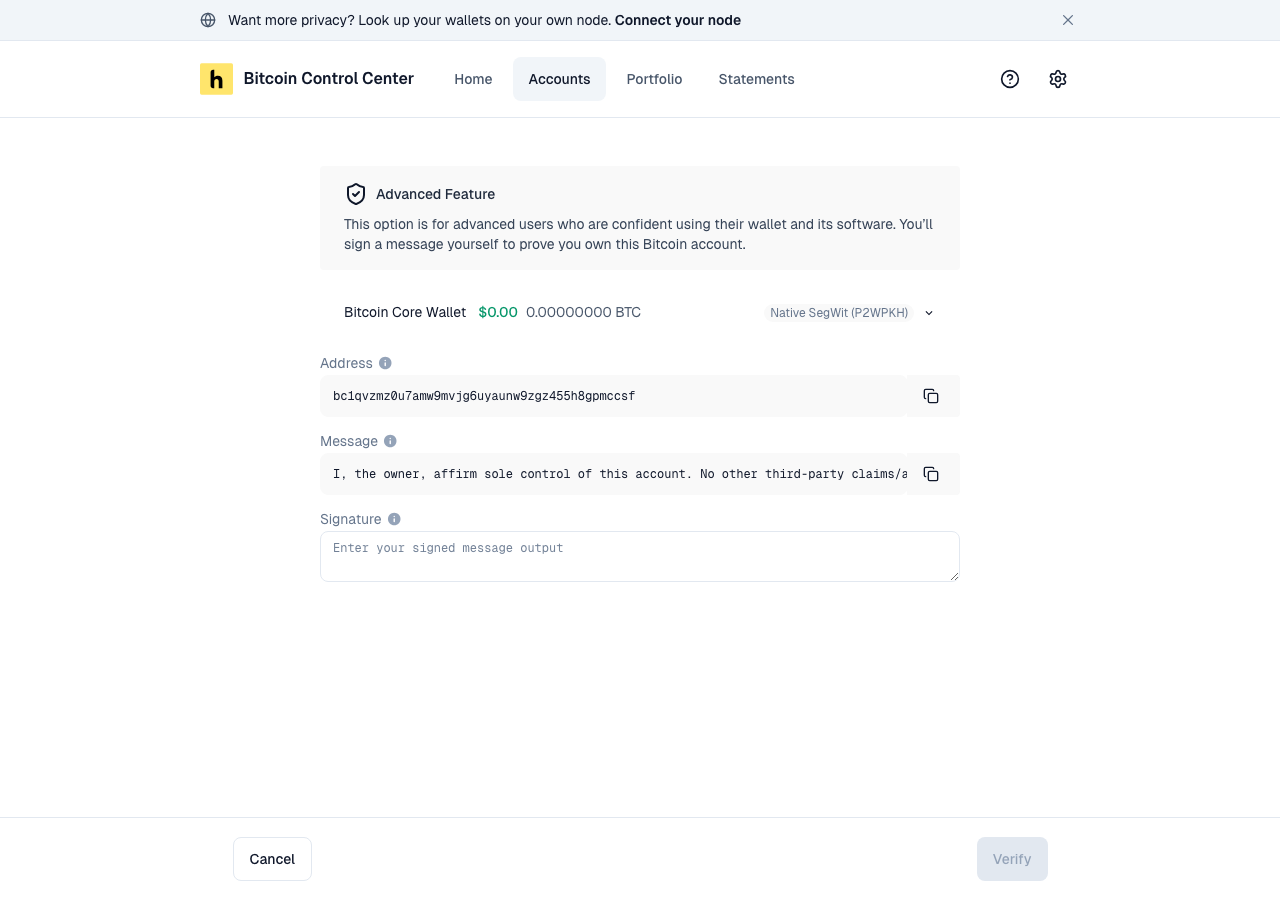 Want more privacy? Look up your wallets on your own node. Connect your node
h Bitcoin Control Center Home Accounts Portfolio Statements
Advanced Feature
This option is for advanced users who are confident using their wallet and its software. You’ll
sign a message yourself to prove you own this Bitcoin account.
Bitcoin Core Wallet $0.00 0.00000000 BTC Native SegWit (P2WPKH)
Address
bc1qvzmz0u7amw9mvjg6uyaunw9zgz455h8gpmccsf
Message
I, the owner, affirm sole control of this account. No other third-party claims/a
Signature
Enter your signed message output
Cancel Verify